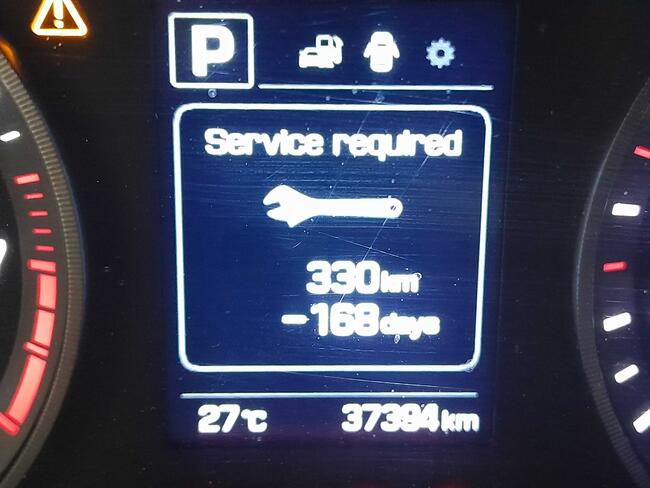 P
Service required
330km
-168days
27°C
37394km